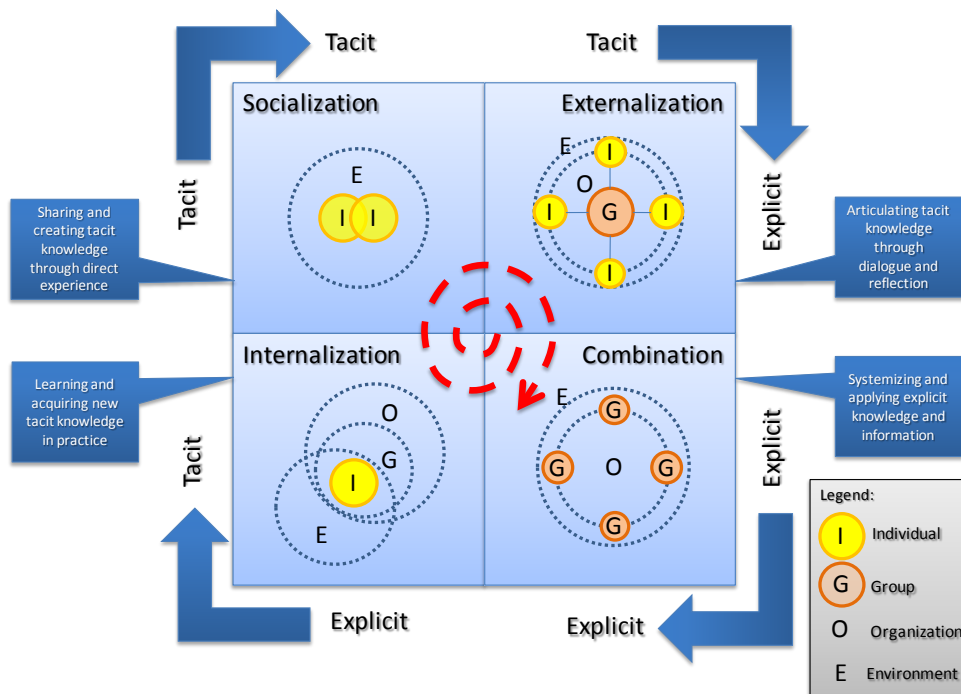 Tacit
Tacit
Socialization
Externalization
E
I I
E
I
O
I
G
I
I
Tacit
Explicit
Sharing and
creating tacit
knowledge
through direct
experience
Articulating tacit
knowledge
through
dialogue and
reflection
Internalization
Combination
Learning and
acquiring new
tacit knowledge
in practice
Systemizing and
applying explicit
knowledge and
information
O
G
I
E
E
G
G
O
G
G
Tacit
Explicit
Explicit
Explicit
Legend:
I Individual
G Group
O Organization
E Environment